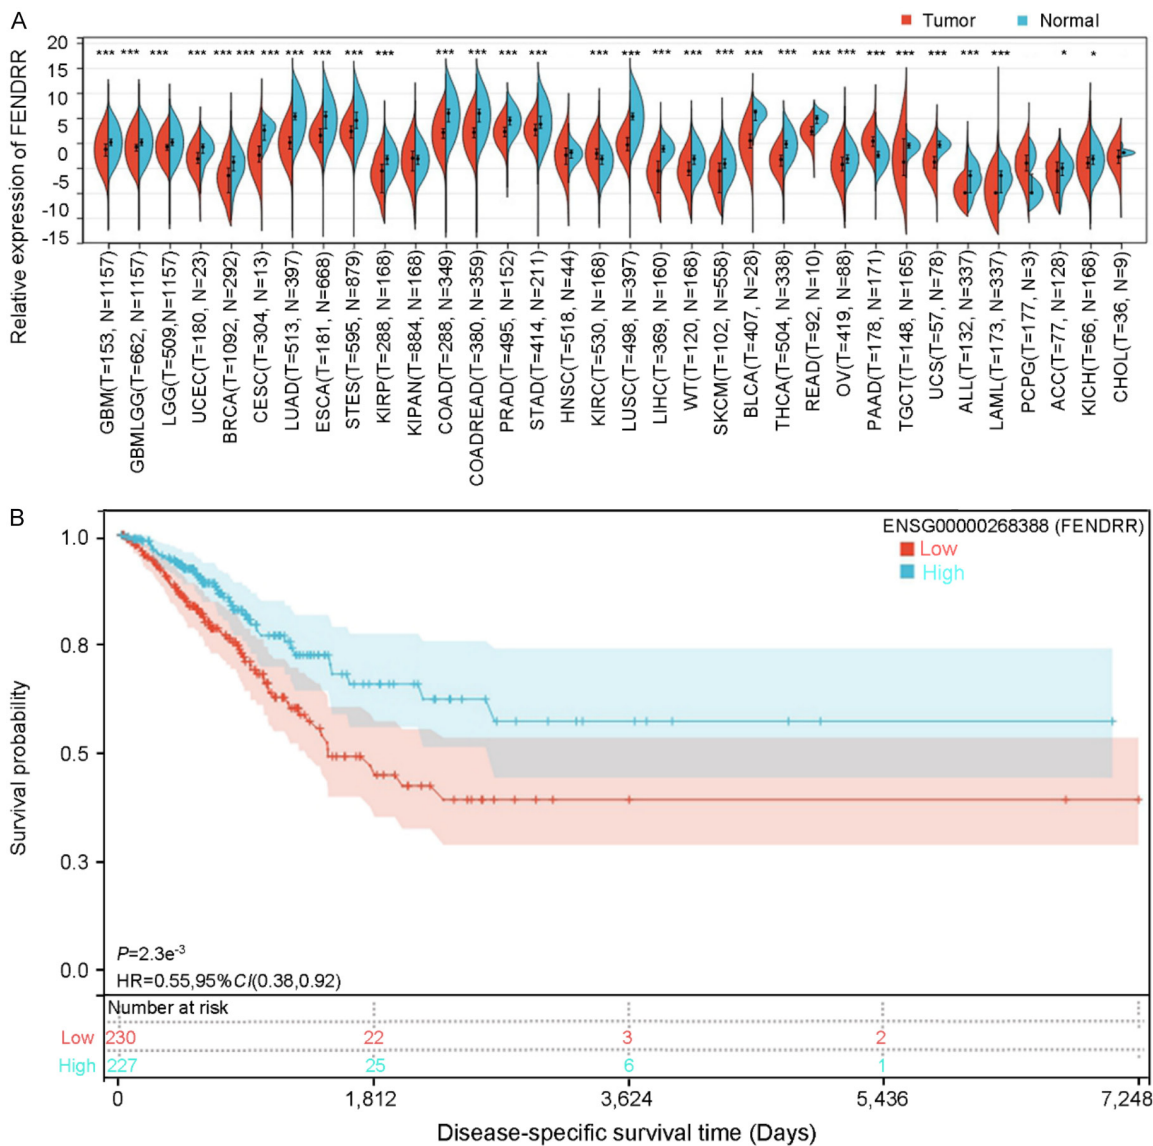 A
Tumor Normal
Relative expression of FENDRR
20
15
10
5
0
-5
-10
-15
*** *** *** *** *** *** *** *** *** *** *** *** *** *** *** *** *** *** *** *** *** *** *** *** *** *** *** *** *** * *
GBM(T=153, N=1157)
GBMLGG(T=662, N=1157)
LGG(T=509,N=1157)
UCEC(T=180, N=23)
BRCA(T=1092, N=292)
CESC(T=304, N=13)
LUAD(T=513, N=397)
ESCA(T=181, N=668)
STES(T=595, N=879)
KIRP(T=288, N=168)
KIPAN(T=884, N=168)
COAD(T=288, N=349)
COADREAD(T=380, N=359)
PRAD(T=495, N=152)
STAD(T=414, N=211)
HNSC(T=518, N=44)
KIRC(T=530, N=168)
LUSC(T=498, N=397)
LIHC(T=369, N=160)
WT(T=120, N=168)
SKCM(T=102, N=558)
BLCA(T=407, N=28)
THCA(T=504, N=338)
READ(T=92, N=10)
OV(T=419, N=88)
PAAD(T=178, N=171)
TGCT(T=148, N=165)
UCS(T=57, N=78)
ALL(T=132, N=337)
LAML(T=173, N=337)
PCPG(T=177, N=3)
ACC(T=77, N=128)
KICH(T=66, N=168)
CHOL(T=36, N=9)
B
ENSG00000268388 (FENDRR)
Low
High
Survival probability
1.0
0.8
0.5
0.3
0.0
P=2.3e-3
HR=0.55,95%CI(0.38,0.92)
Number at risk
Low 230 22 3 2
High 227 25 6 1
0 1,812 3,624 5,436 7,248
Disease-specific survival time (Days)